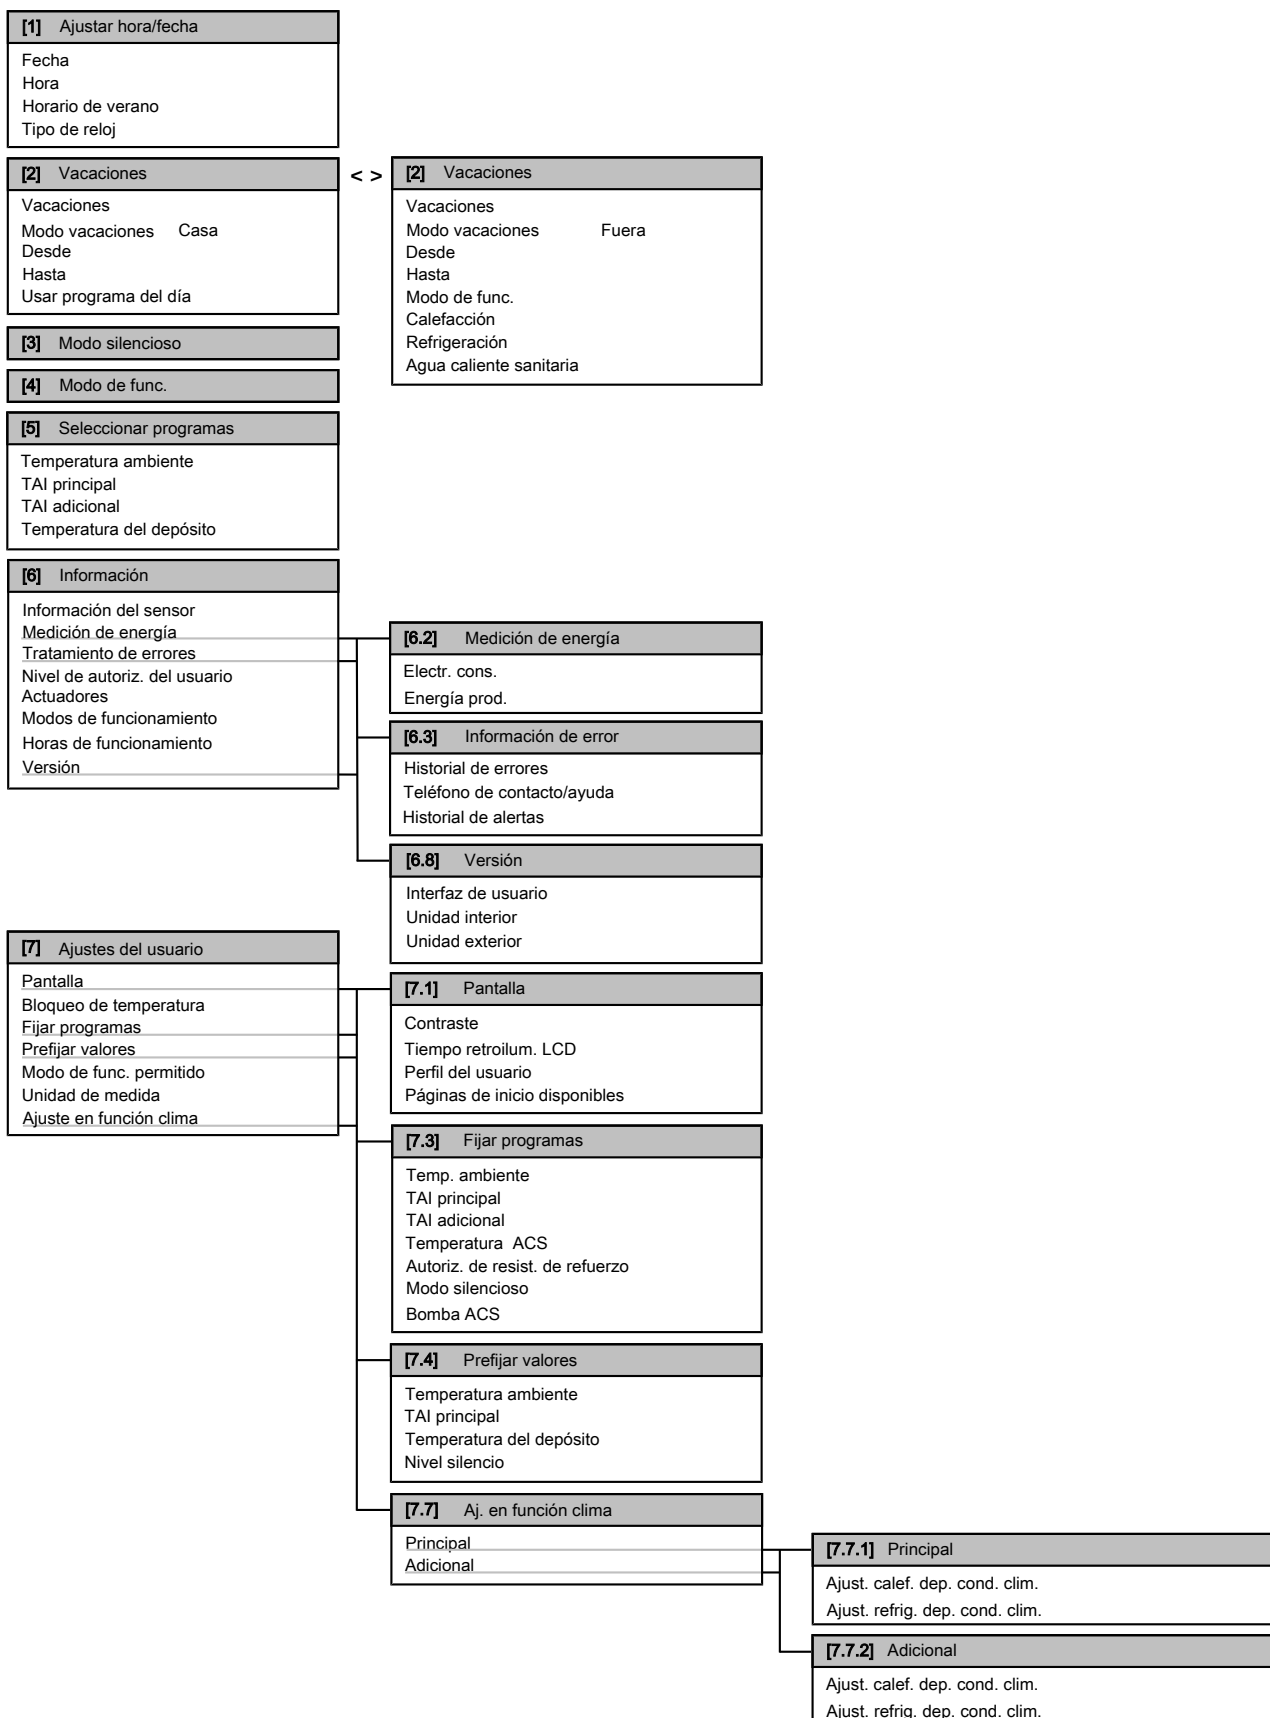 [1] Ajustar hora/fecha
Fecha
Hora
Horario de verano
Tipo de reloj
[2] Vacaciones
Vacaciones
Modo vacaciones Casa
Desde
Hasta
Usar programa del día
< >
[2] Vacaciones
Vacaciones
Modo vacaciones Fuera
Desde
Hasta
Modo de func.
Calefacción
Refrigeración
Agua caliente sanitaria
[3] Modo silencioso
[4] Modo de func.
[5] Seleccionar programas
Temperatura ambiente
TAI principal
TAI adicional
Temperatura del depósito
[6] Información
Información del sensor
Medición de energía
Tratamiento de errores
Nivel de autoriz. del usuario
Actuadores
Modos de funcionamiento
Horas de funcionamiento
Versión
[6.2] Medición de energía
Electr. cons.
Energía prod.
[6.3] Información de error
Historial de errores
Teléfono de contacto/ayuda
Historial de alertas
[6.8] Versión
Interfaz de usuario
Unidad interior
Unidad exterior
[7] Ajustes del usuario
Pantalla
Bloqueo de temperatura
Fijar programas
Prefijar valores
Modo de func. permitido
Unidad de medida
Ajuste en función clima
[7.1] Pantalla
Contraste
Tiempo retroilum. LCD
Perfil del usuario
Páginas de inicio disponibles
[7.3] Fijar programas
Temp. ambiente
TAI principal
TAI adicional
Temperatura ACS
Autoriz. de resist. de refuerzo
Modo silencioso
Bomba ACS
[7.4] Prefijar valores
Temperatura ambiente
TAI principal
Temperatura del depósito
Nivel silencio
[7.7] Aj. en función clima
Principal
Adicional
[7.7.1] Principal
Ajust. calef. dep. cond. clim.
Ajust. refrig. dep. cond. clim.
[7.7.2] Adicional
Ajust. calef. dep. cond. clim.
Ajust. refrig. dep. cond. clim.